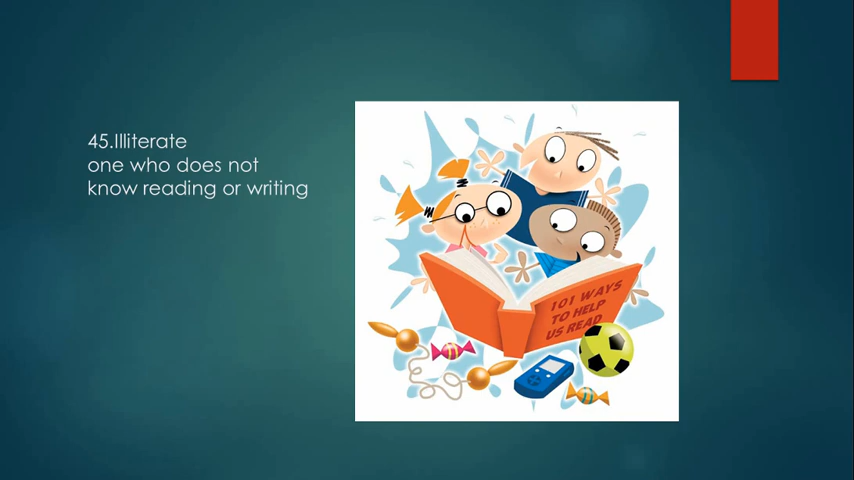 45.Illiterate
one who does not
know reading or writing
101 WAYS
TO HELP
US READ